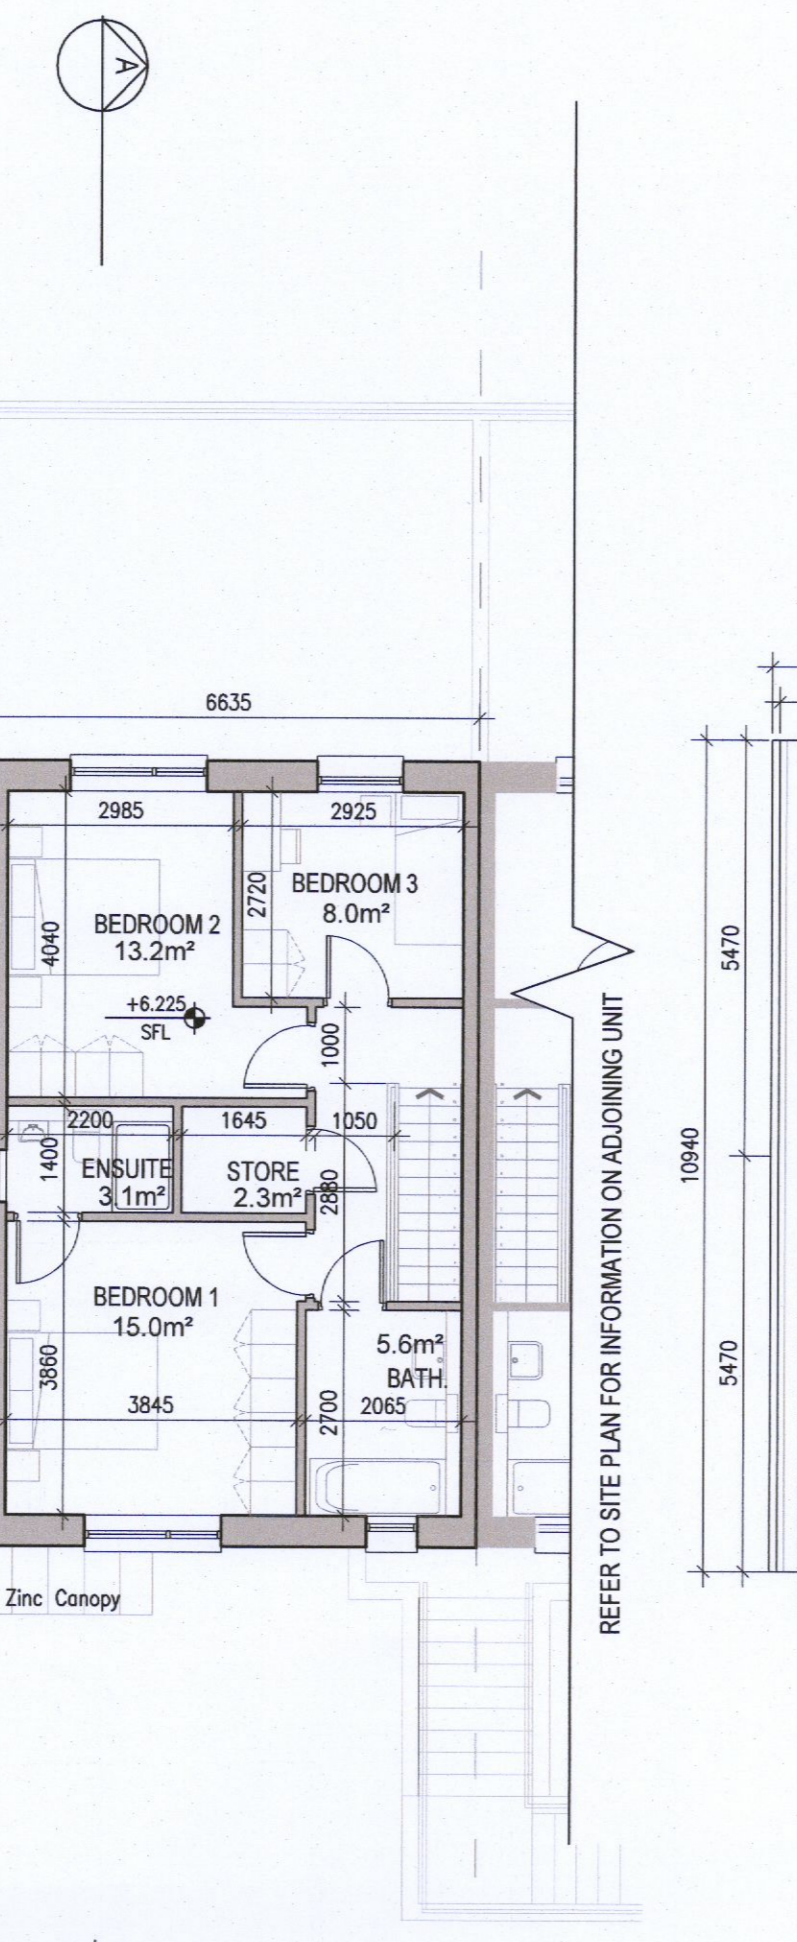 A
6635
2985
2925
2720
BEDROOM 3
8.0m²
4040
BEDROOM 2
13.2m²
+6.225
SFL
1000
2200
1645
1050
1400
ENSUITE
3.1m²
STORE
2.3m²
2880
BEDROOM 1
15.0m²
3860
3845
5.6m²
BATH.
2700
2065
Zinc Canopy
REFER TO SITE PLAN FOR INFORMATION ON ADJOINING UNIT
5470
10940
5470